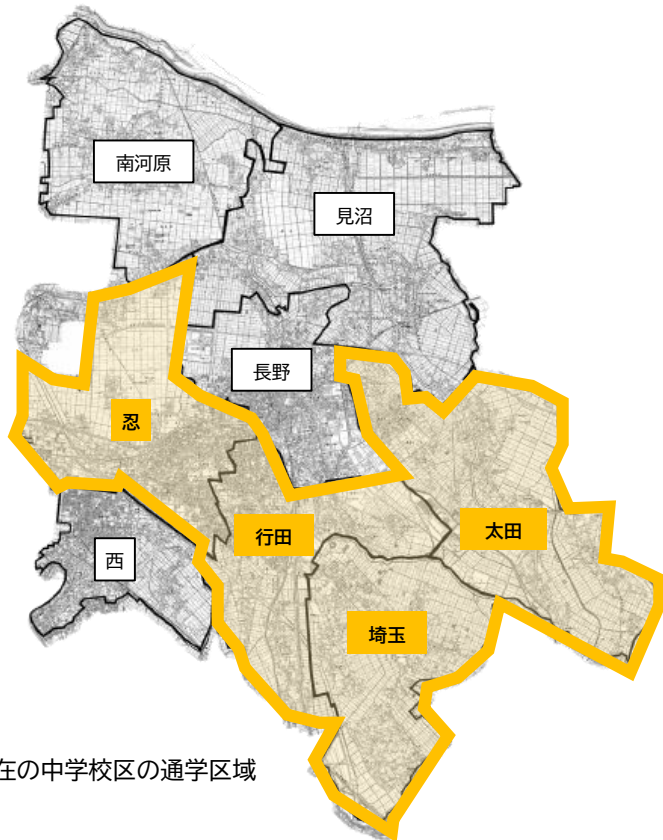 南河原
見沼
長野
忍
行田
太田
西
埼玉
在の中学校区の通学区域